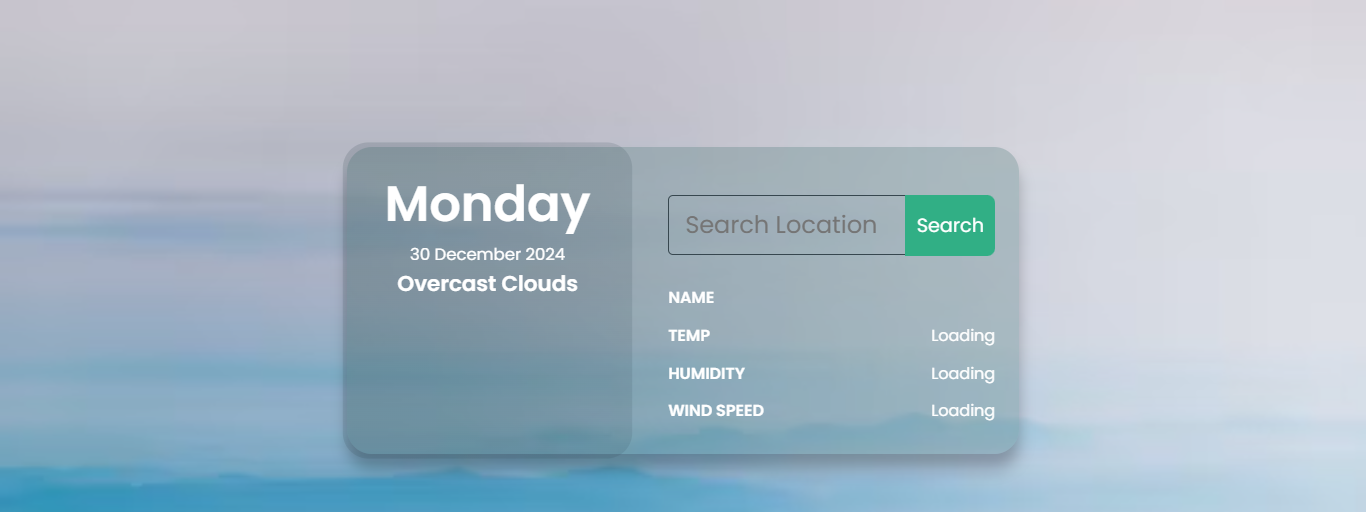 Monday
30 December 2024
Overcast Clouds
Search Location
Search
NAME
TEMP Loading
HUMIDITY Loading
WIND SPEED Loading